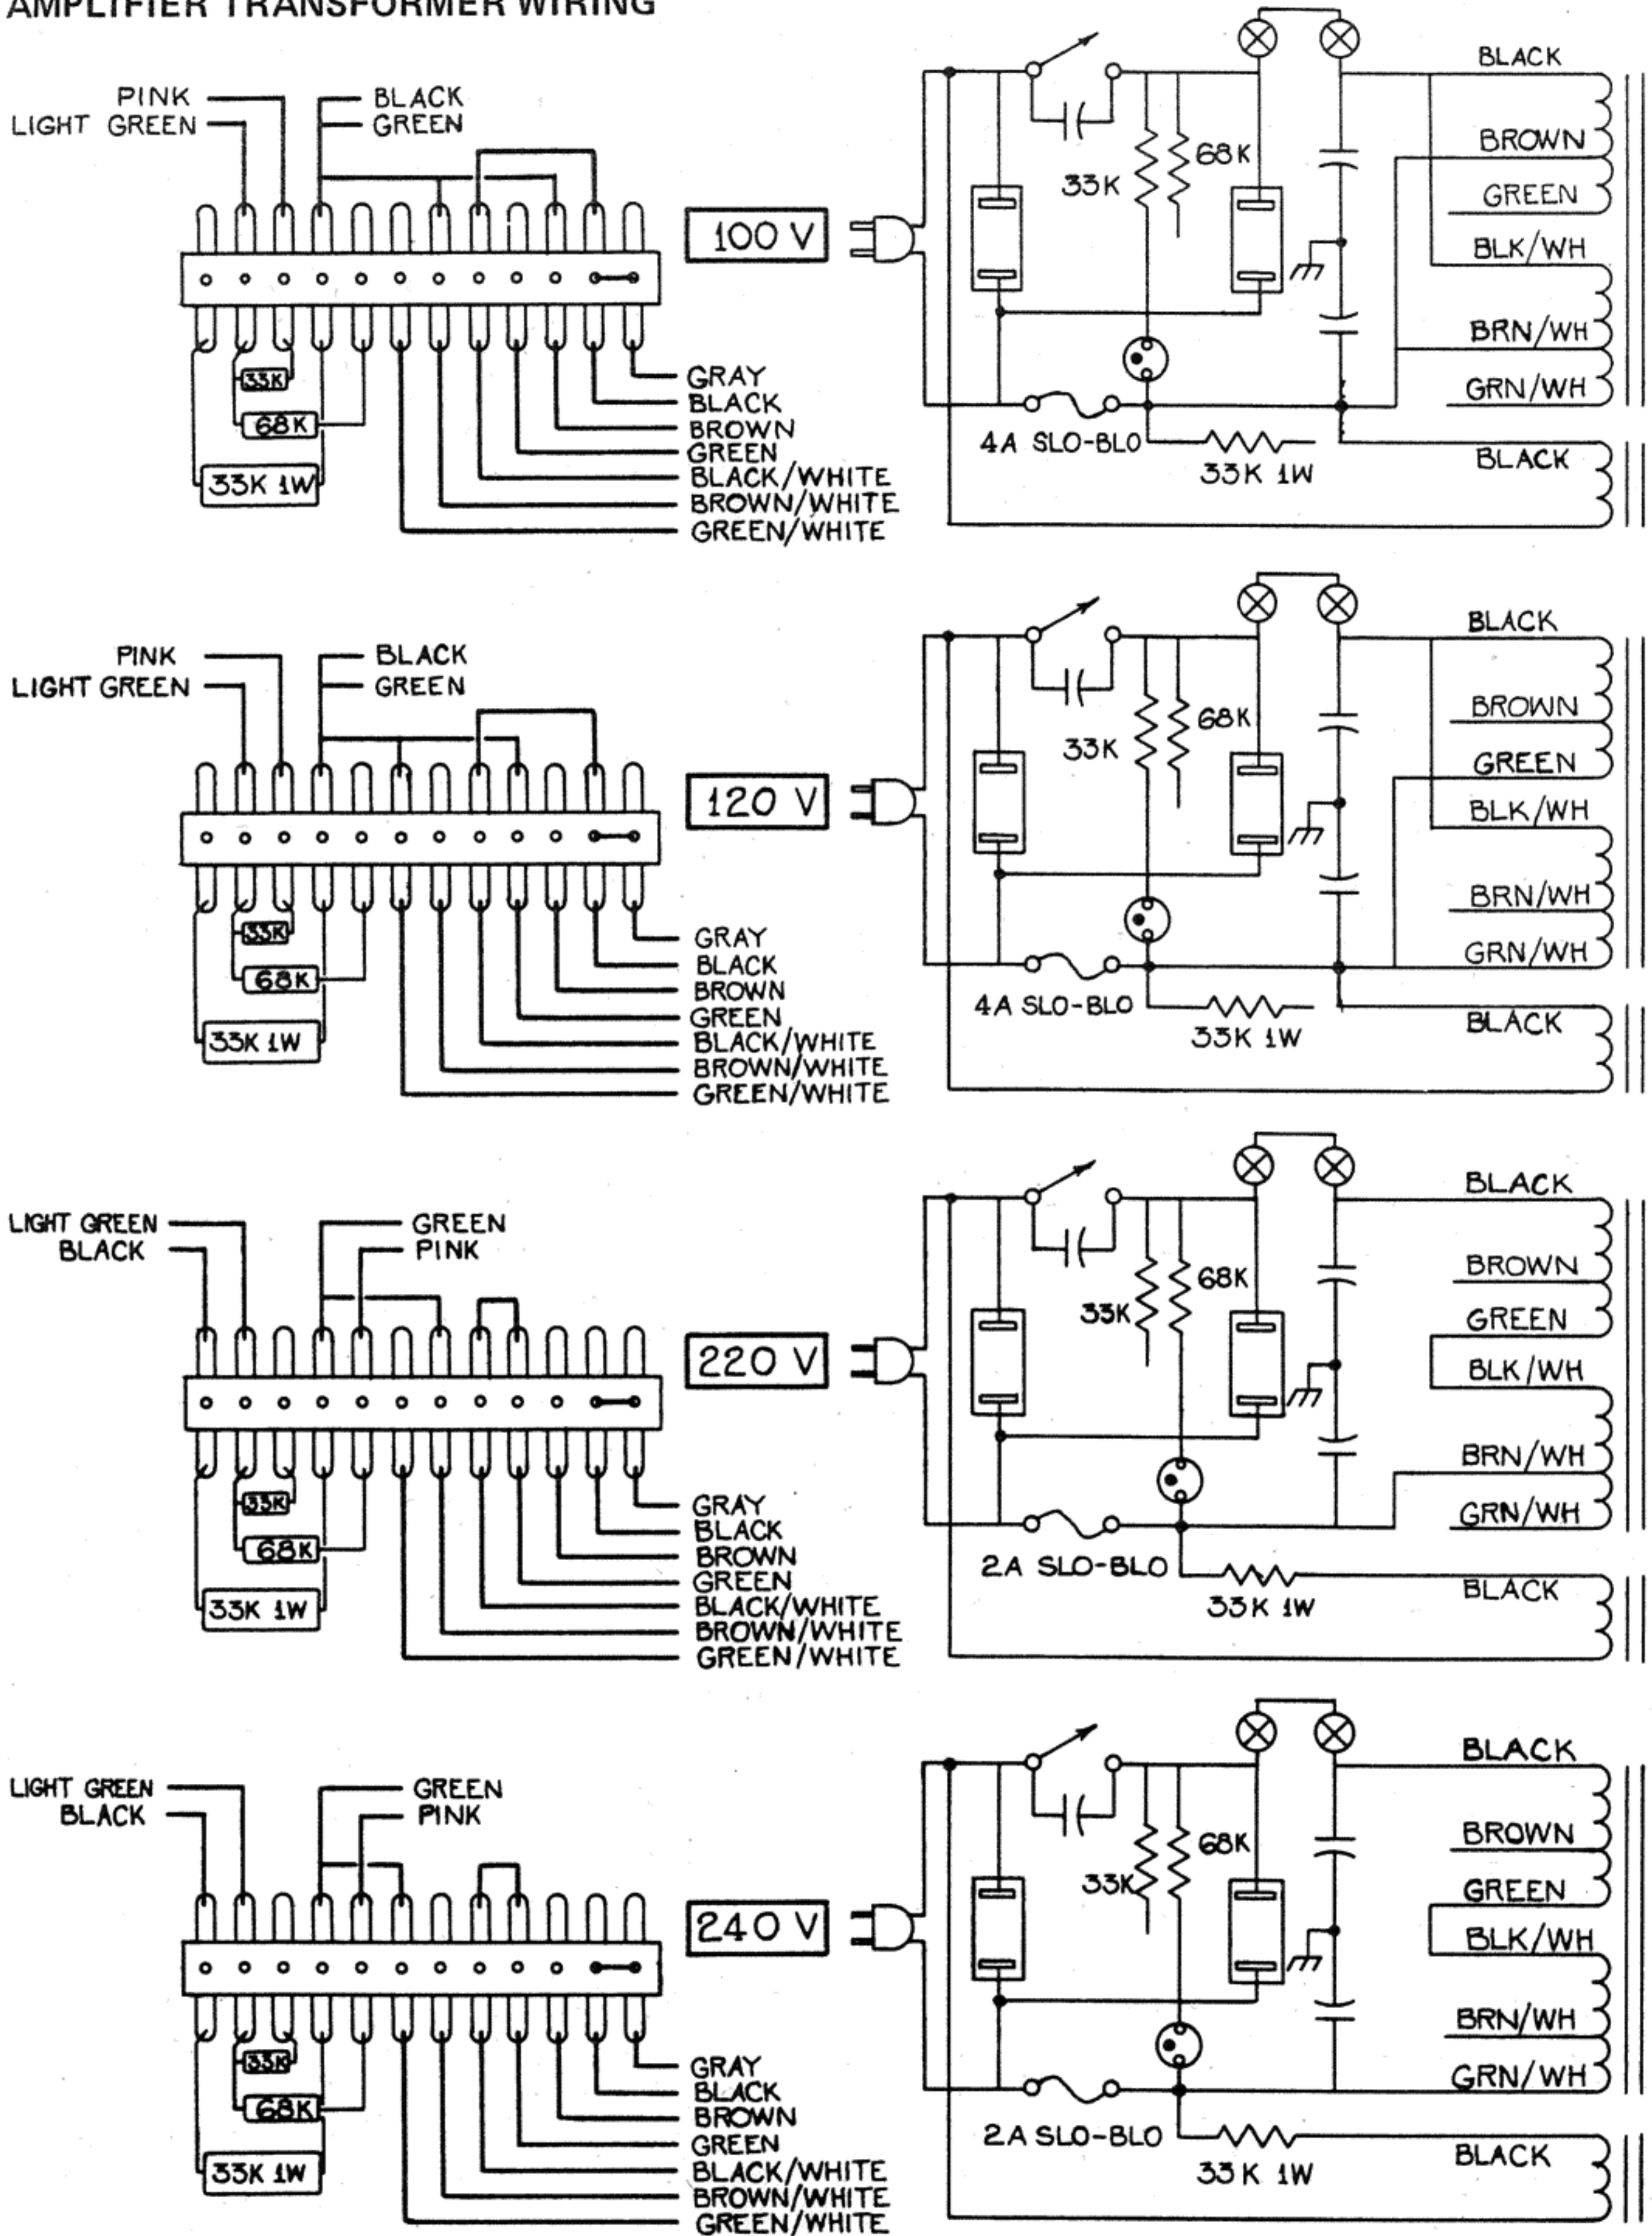 AMPLIFIER TRANSFORMER WIRING
PINK
LIGHT GREEN
BLACK
GREEN
33K
68K
33K 1W
GRAY
BLACK
BROWN
GREEN
BLACK/WHITE
BROWN/WHITE
GREEN/WHITE
100 V
33K
68K
4A SLO-BLO
33K 1W
BLACK
BROWN
GREEN
BLK/WH
BRN/WH
GRN/WH
BLACK
PINK
LIGHT GREEN
BLACK
GREEN
33K
68K
33K 1W
GRAY
BLACK
BROWN
GREEN
BLACK/WHITE
BROWN/WHITE
GREEN/WHITE
120 V
33K
68K
4A SLO-BLO
33K 1W
BLACK
BROWN
GREEN
BLK/WH
BRN/WH
GRN/WH
BLACK
LIGHT GREEN
BLACK
GREEN
PINK
33K
68K
33K 1W
GRAY
BLACK
BROWN
GREEN
BLACK/WHITE
BROWN/WHITE
GREEN/WHITE
220 V
33K
68K
2A SLO-BLO
33K 1W
BLACK
BROWN
GREEN
BLK/WH
BRN/WH
GRN/WH
BLACK
LIGHT GREEN
BLACK
GREEN
PINK
33K
68K
33K 1W
GRAY
BLACK
BROWN
GREEN
BLACK/WHITE
BROWN/WHITE
GREEN/WHITE
240 V
33K
68K
2A SLO-BLO
33K 1W
BLACK
BROWN
GREEN
BLK/WH
BRN/WH
GRN/WH
BLACK